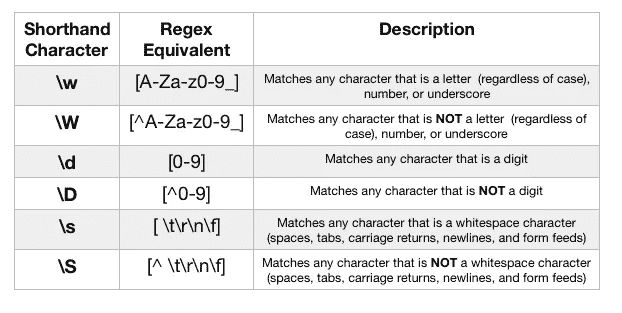 Shorthand Character Regex Equivalent Description
\w [A-Za-z0-9_] Matches any character that is a letter (regardless of case), number, or underscore
\W [^A-Za-z0-9_] Matches any character that is NOT a letter (regardless of case), number, or underscore
\d [0-9] Matches any character that is a digit
\D [^0-9] Matches any character that is NOT a digit
\s [ \t\r\n\f] Matches any character that is a whitespace character (spaces, tabs, carriage returns, newlines, and form feeds)
\S [^ \t\r\n\f] Matches any character that is NOT a whitespace character (spaces, tabs, carriage returns, newlines, and form feeds)